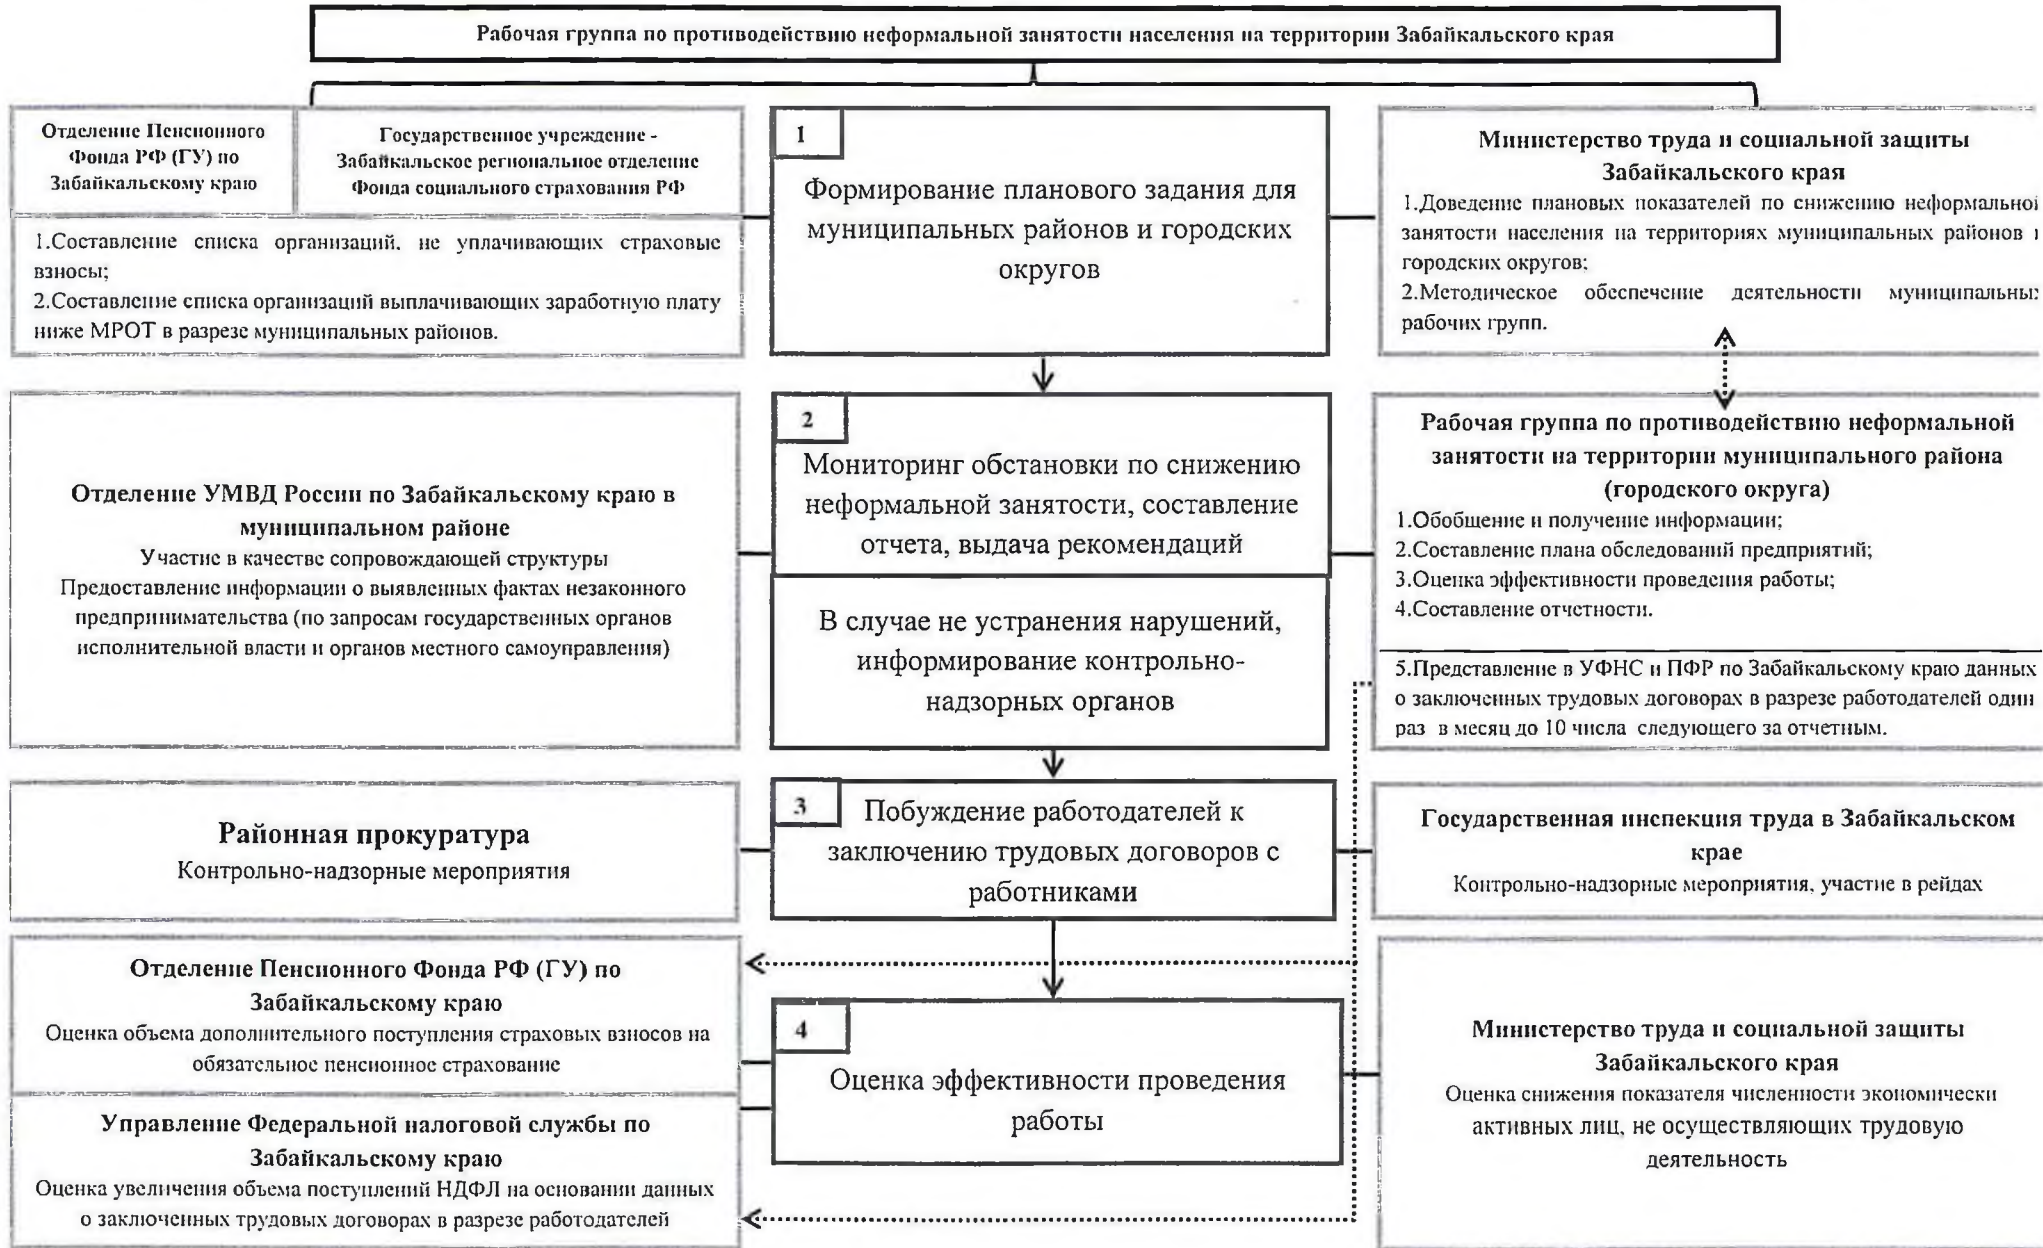 Рабочая группа по противодействию неформальной занятости населения на территории Забайкальского края
Отделение Пенсионного
Фонда РФ (ГУ) по
Забайкальскому краю
Государственное учреждение -
Забайкальское региональное отделение
Фонда социального страхования РФ
1.Составление списка организаций, не уплачивающих страховые
взносы;
2.Составление списка организаций выплачивающих заработную плату
ниже МРОТ в разрезе муниципальных районов.
1
Формирование планового задания для
муниципальных районов и городских
округов
Министерство труда и социальной защиты
Забайкальского края
1.Доведение плановых показателей по снижению неформально
занятости населения на территориях муниципальных районов
городских округов;
2.Методическое обеспечение деятельности муниципальны
рабочих групп.
Отделение УМВД России по Забайкальскому краю в
муниципальном районе
Участие в качестве сопровождающей структуры
Предоставление информации о выявленных фактах незаконного
предпринимательства (по запросам государственных органов
исполнительной власти и органов местного самоуправления)
2
Мониторинг обстановки по снижению
неформальной занятости, составление
отчета, выдача рекомендаций
В случае не устранения нарушений,
информирование контрольно-
надзорных органов
Рабочая группа по противодействию неформальной
занятости на территории муниципального района
(городского округа)
1.Обобщение и получение информации;
2.Составление плана обследований предприятий;
3.Оценка эффективности проведения работы;
4.Составление отчетности.
5.Представление в УФНС и ПФР по Забайкальскому краю данных
о заключенных трудовых договорах в разрезе работодателей один
раз в месяц до 10 числа следующего за отчетным.
Районная прокуратура
Контрольно-надзорные мероприятия
3
Побуждение работодателей к
заключению трудовых договоров с
работниками
Государственная инспекция труда в Забайкальском
крае
Контрольно-надзорные мероприятия, участие в рейдах
Отделение Пенсионного Фонда РФ (ГУ) по
Забайкальскому краю
Оценка объема дополнительного поступления страховых взносов на
обязательное пенсионное страхование
Управление Федеральной налоговой службы по
Забайкальскому краю
Оценка увеличения объема поступлений НДФЛ на основании данных
о заключенных трудовых договорах в разрезе работодателей
4
Оценка эффективности проведения
работы
Министерство труда и социальной защиты
Забайкальского края
Оценка снижения показателя численности экономически
активных лиц, не осуществляющих трудовую
деятельность